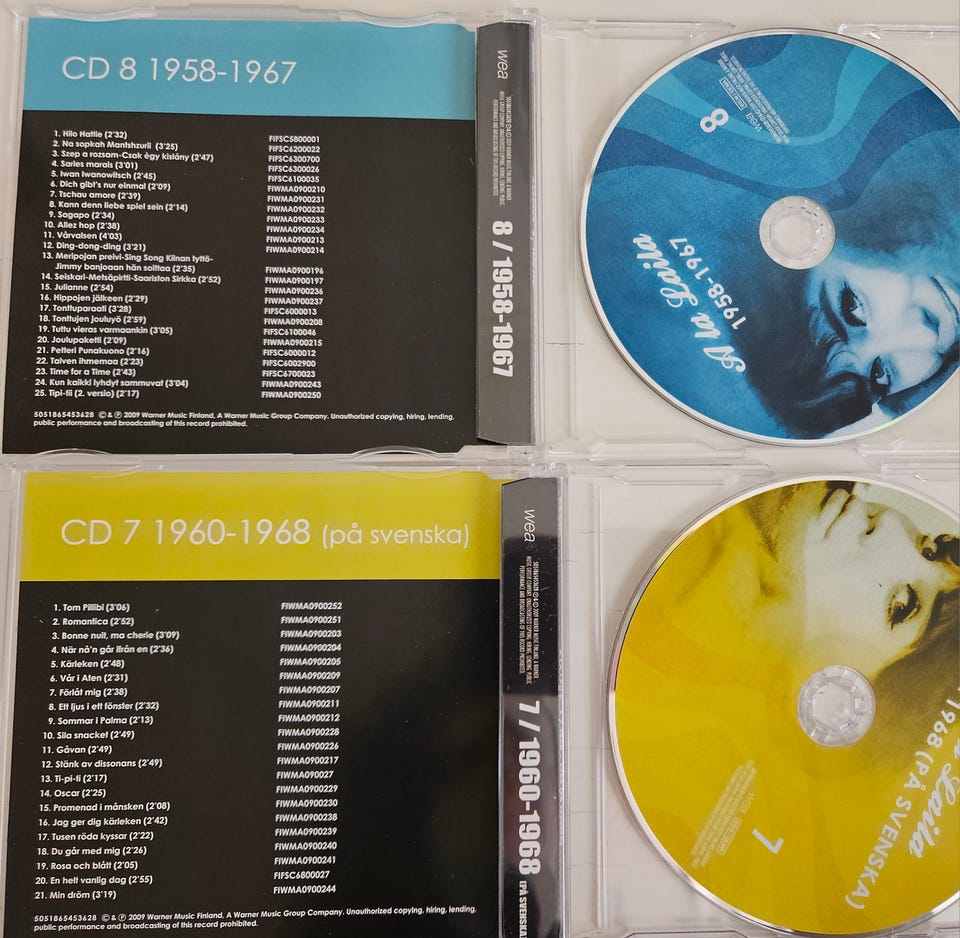 CD 8 1958-1967
1. Hilo Hattie (2'32) FIFSC5800001
2. Na sopkah Mantshzurii (3'25) FIFSC6200022
3. Szep a rozsam-Csak ègy kislány (2'47) FIFSC6300700
4. Saries marais (3'01) FIFSC6300026
5. Iwan Iwanowitsch (2'45) FIFSC6100035
6. Dich gibt's nur einmal (2'09) FIWMA0900210
7. Tschau amore (2'39) FIWMA0900231
8. Kann denn liebe spiel sein (2'14) FIWMA0900232
9. Sagapo (2'34) FIWMA0900233
10. Allez hop (2'38) FIWMA0900234
11. Vårvalsen (4'03) FIWMA0900213
12. Ding-dong-ding (3'21) FIWMA0900214
13. Meripojan preivi-Sing Song Kiinan tyttö-
Jimmy banjoaan hän soittaa (2'35) FIWMA0900196
14. Seiskari-Metsäpirtti-Saariston Sirkka (2'52) FIWMA0900197
15. Julianne (2'54) FIWMA0900236
16. Hippojen jälkeen (2'29) FIWMA0900237
17. Tonttuparaati (3'28) FIFSC6000013
18. Tonttujen jouluyö (2'59) FIWMA0900208
19. Tuttu vieras varmaankin (3'05) FIFSC6100046
20. Joulupaketti (2'09) FIWMA0900215
21. Petteri Punakuono (2'16) FIFSC6000012
22. Talven ihmemaa (2'23) FIFSC6002900
23. Time for a Time (2'43) FIFSC6700023
24. Kun kaikki lyhdyt sammuvat (3'04) FIWMA0900243
25. Tipi-tii (2. versio) (2'17) FIWMA0900250
5051865453628 © & ℗ 2009 Warner Music Finland, A Warner Music Group Company. Unauthorized copying, hiring, lending,
public performance and broadcasting of this record prohibited.
wea
8 / 1958-1967
8
wea
A la Laila
1958-1967
CD 7 1960-1968 (på svenska)
1. Tom Pillibi (3'06) FIWMA0900252
2. Romantica (2'52) FIWMA0900251
3. Bonne nuit, ma cherie (3'09) FIWMA0900203
4. När nå'n går ifrån en (2'36) FIWMA0900204
5. Kärleken (2'48) FIWMA0900205
6. Vår i Aten (2'31) FIWMA0900209
7. Förlåt mig (2'38) FIWMA0900207
8. Ett ljus i ett fönster (2'32) FIWMA0900211
9. Sommar i Palma (2'13) FIWMA0900212
10. Sila snacket (2'49) FIWMA0900228
11. Gåvan (2'49) FIWMA0900226
12. Stänk av dissonans (2'49) FIWMA0900217
13. Ti-pi-ti (2'17) FIWMA090027
14. Oscar (2'25) FIWMA0900229
15. Promenad i månsken (2'08) FIWMA0900230
16. Jag ger dig kärleken (2'42) FIWMA0900238
17. Tusen röda kyssar (2'22) FIWMA0900239
18. Du går med mig (2'26) FIWMA0900240
19. Rosa och blått (2'05) FIWMA0900241
20. En helt vanlig dag (2'55) FIFSC6800027
21. Min dröm (3'19) FIWMA0900244
5051865453628 © & ℗ 2009 Warner Music Finland, A Warner Music Group Company. Unauthorized copying, hiring, lending,
public performance and broadcasting of this record prohibited.
wea
7 / 1960-1968 (PÅ SVENSKA)
Laila
1968 (PÅ SVENSKA)
7